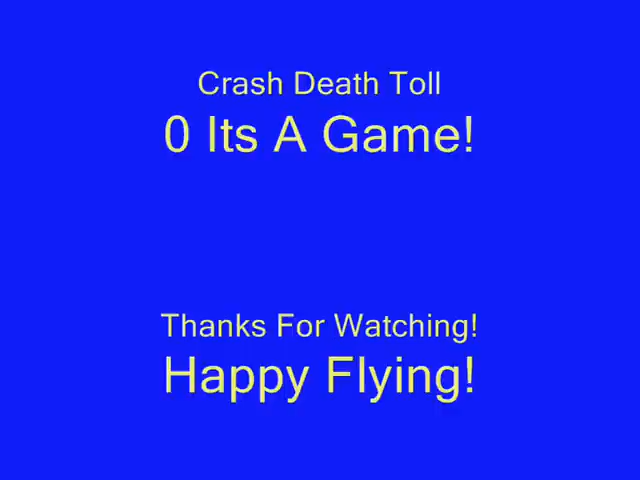 Crash Death Toll
0 Its A Game!
Thanks For Watching!
Happy Flying!